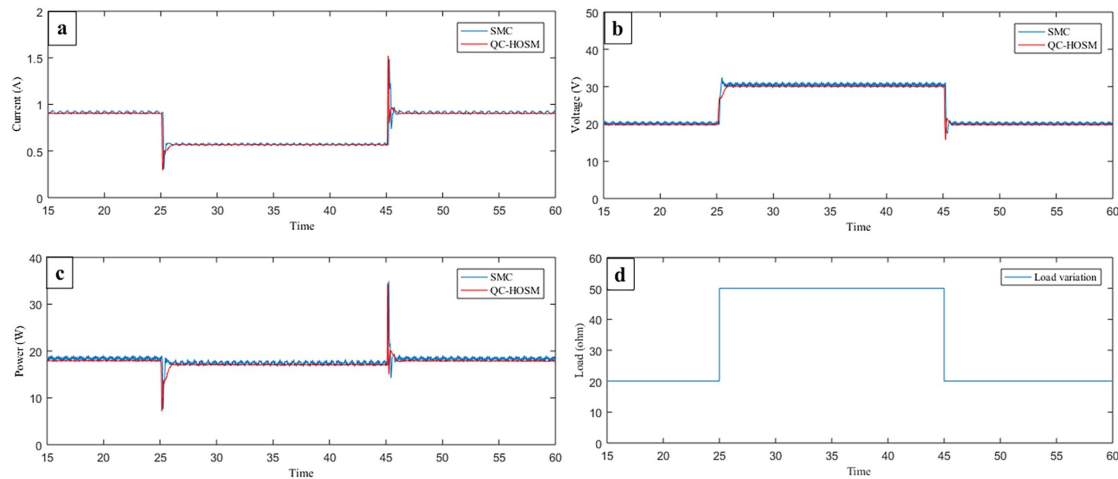 a
2
1.5
1
0.5
0
Current (A)
SMC
QC-HOSM
15 20 25 30 35 40 45 50 55 60
Time
b
50
40
30
20
10
0
Voltage (V)
SMC
QC-HOSM
15 20 25 30 35 40 45 50 55 60
Time
c
40
30
20
10
0
Power (W)
SMC
QC-HOSM
15 20 25 30 35 40 45 50 55 60
Time
d
60
50
40
30
20
10
0
Load (ohm)
Load variation
15 20 25 30 35 40 45 50 55 60
Time